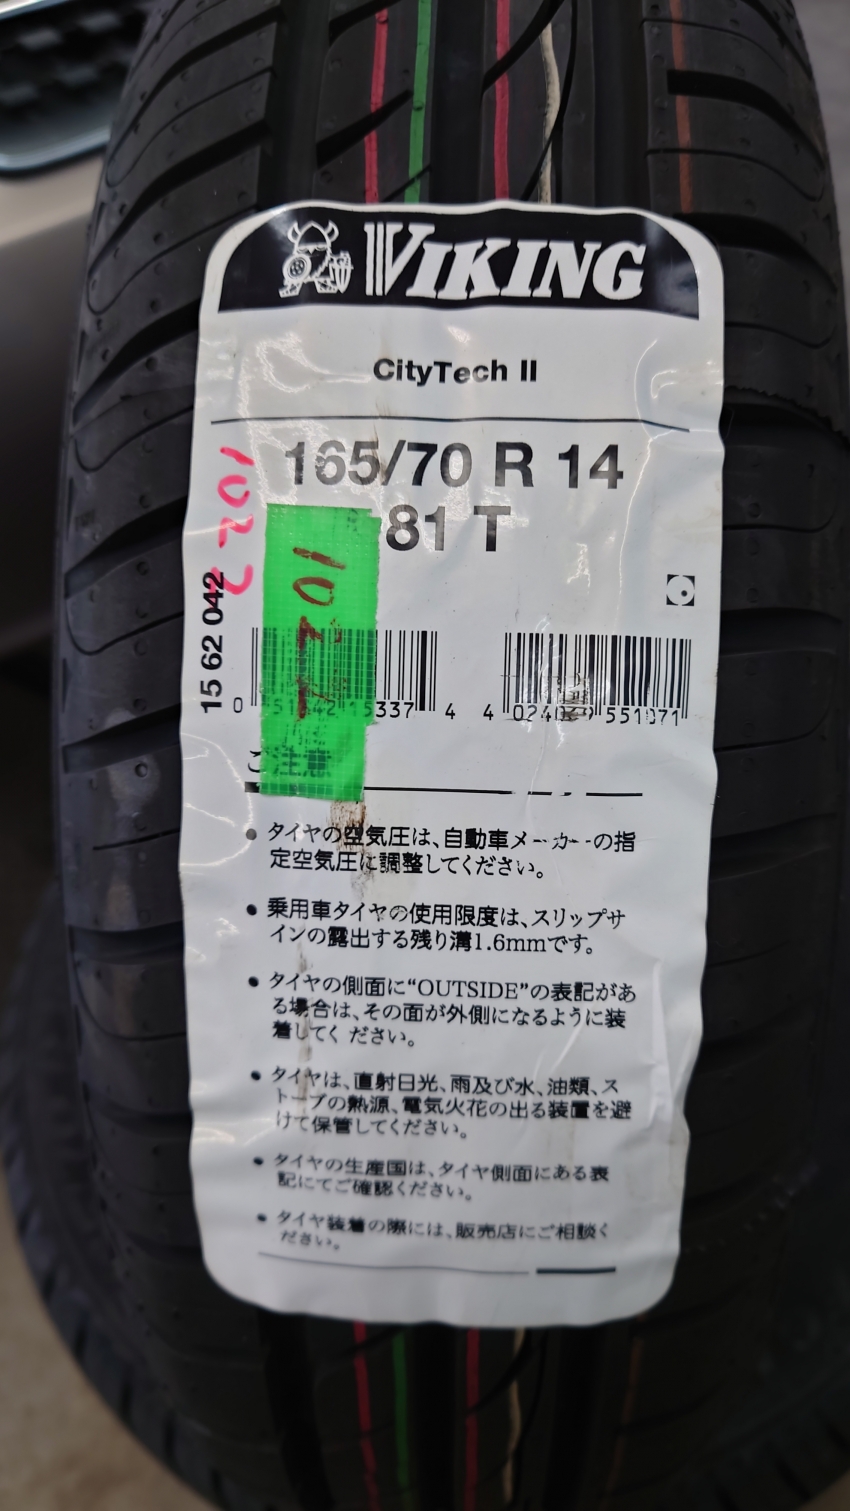 VIKING
CityTech II
165/70 R 14
81 T
1022
1022
15 62 042
4 024069 551071
ご注意
• タイヤの空気圧は、自動車メーカーの指
定空気圧に調整してください。
• 乗用車タイヤの使用限度は、スリップサ
インの露出する残り溝1.6mmです。
• タイヤの側面に“OUTSIDE”の表記があ
る場合は、その面が外側になるように装
着してください。
• タイヤは、直射日光、雨及び水、油類、ス
トーブの熱源、電気火花の出る装置を避
けて保管してください。
• タイヤの生産国は、タイヤ側面にある表
記にてご確認ください。
• タイヤ装着の際には、販売店にご相談く
ださい。